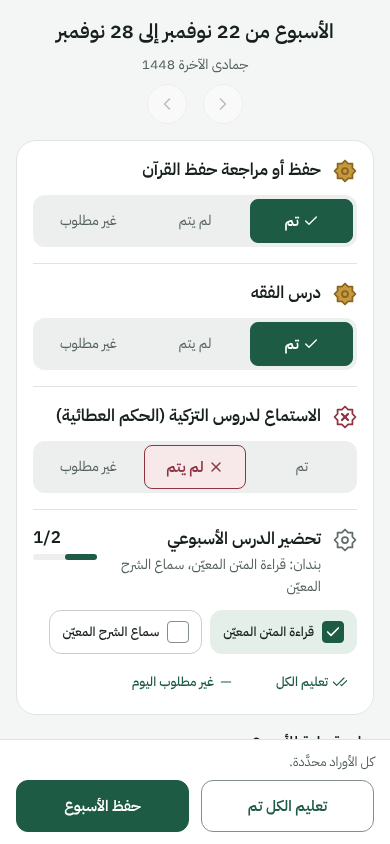 الأسبوع من 22 نوفمبر إلى 28 نوفمبر
جمادى الآخرة 1448
حفظ أو مراجعة حفظ القرآن
تم
لم يتم
غير مطلوب
درس الفقه
تم
لم يتم
غير مطلوب
الاستماع لدروس التزكية (الحكم العطائية)
تم
لم يتم
غير مطلوب
تحضير الدرس الأسبوعي
1/2
بندان: قراءة المتن المعيّن، سماع الشرح
المعيّن
قراءة المتن المعيّن
سماع الشرح المعيّن
تعليم الكل
غير مطلوب اليوم
كل الأوراد محدَّدة.
تعليم الكل تم
حفظ الأسبوع